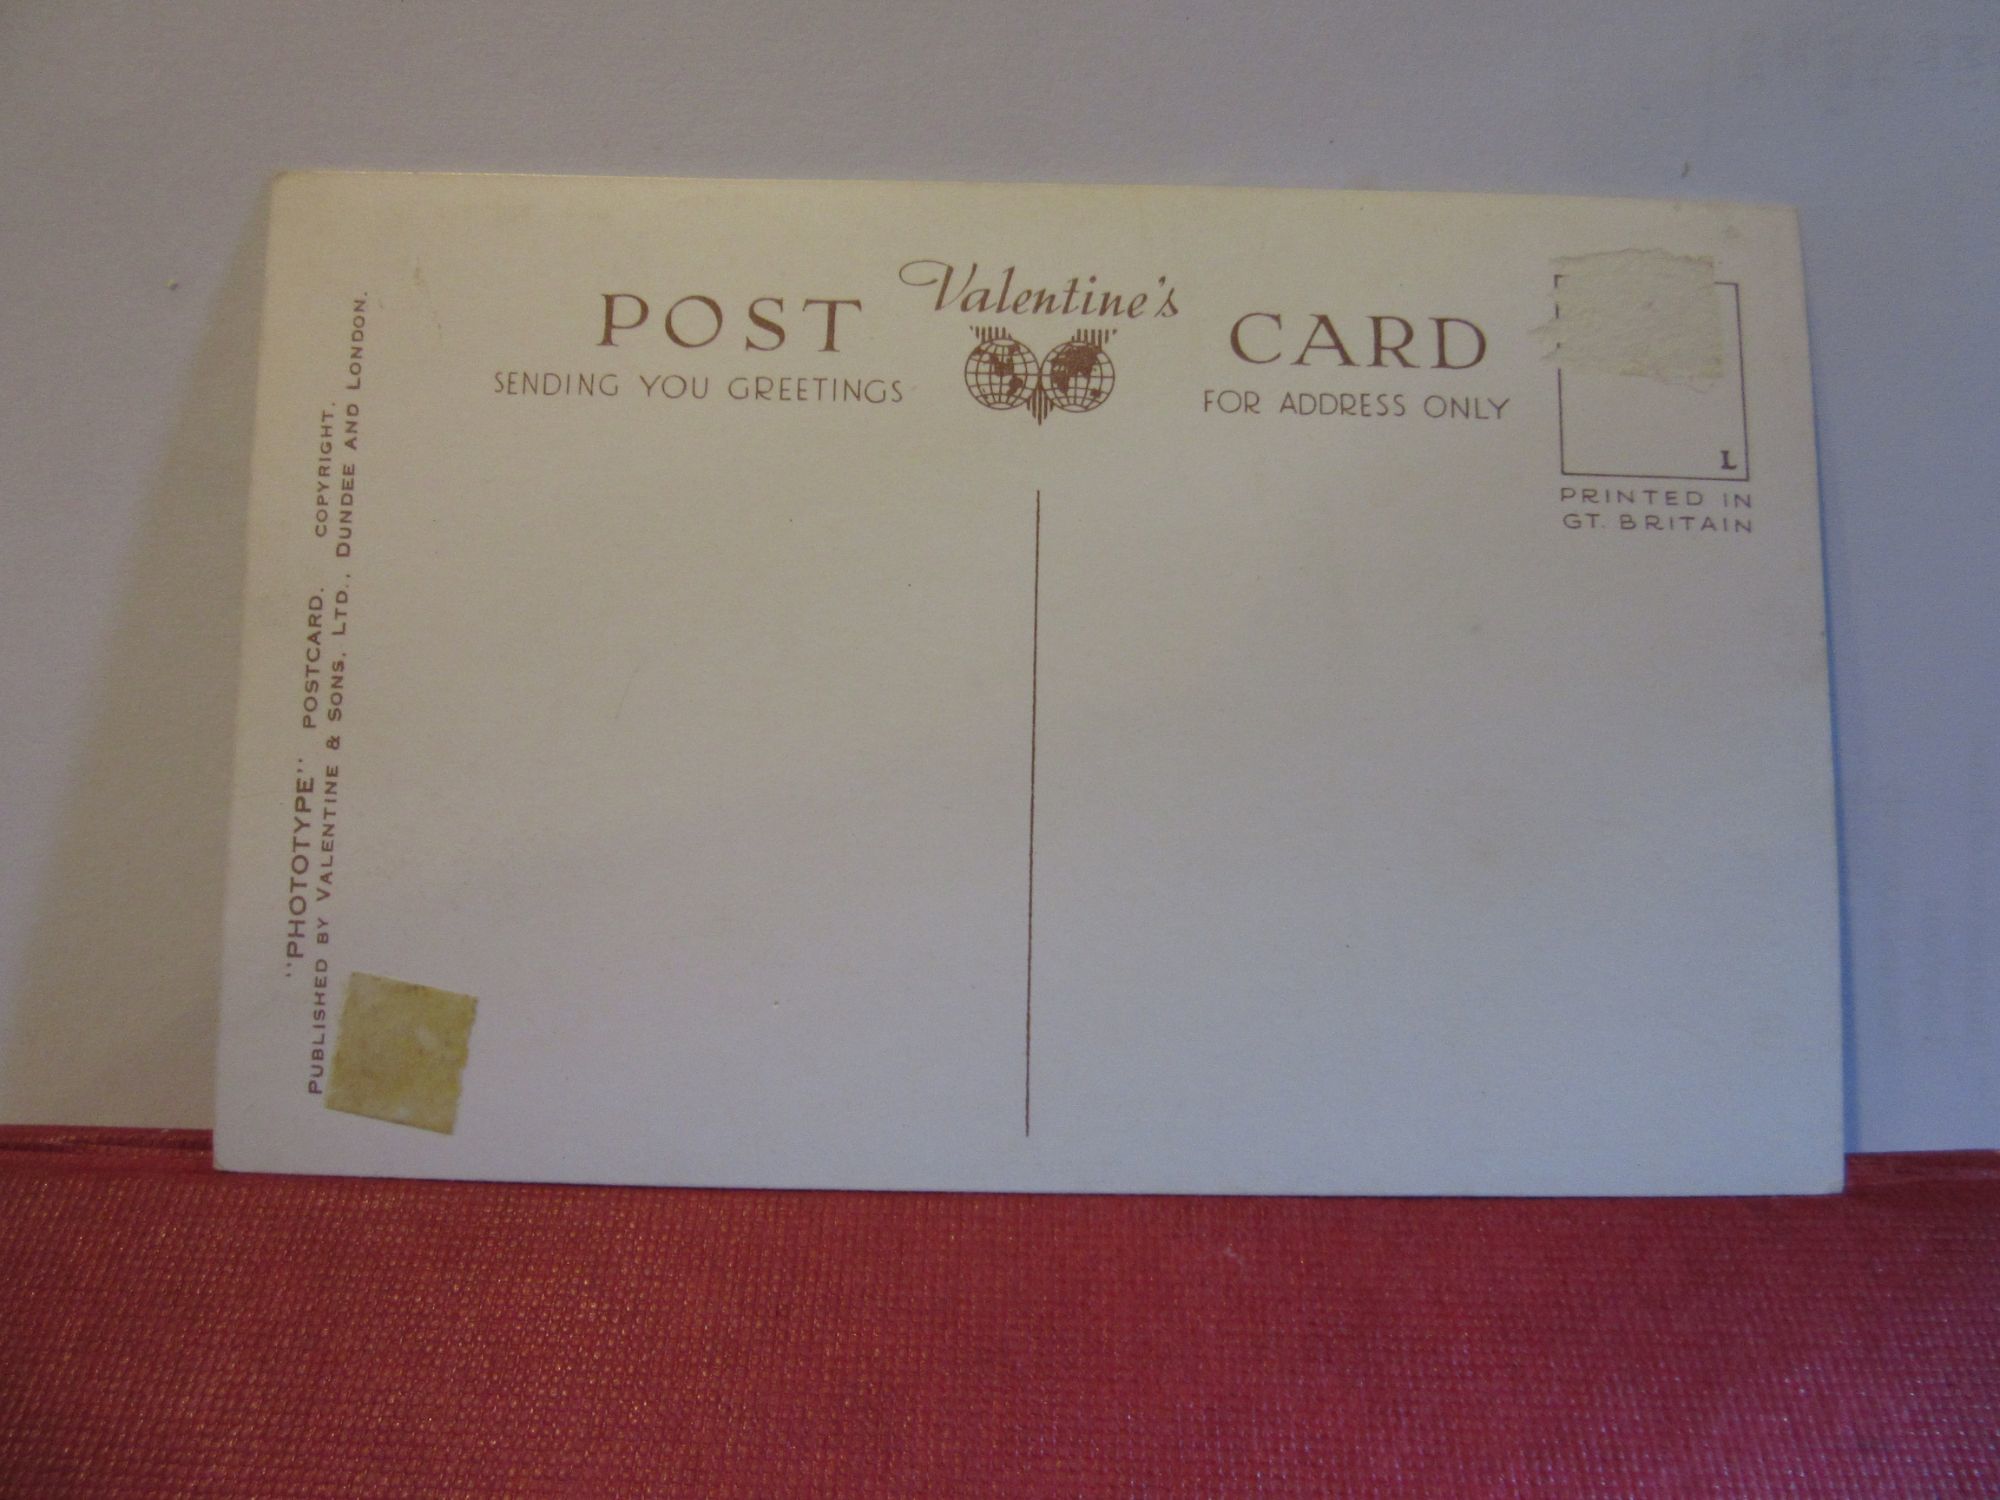 POST Valentine's CARD
SENDING YOU GREETINGS
FOR ADDRESS ONLY
L
PRINTED IN
GT. BRITAIN
"PHOTOTYPE" POSTCARD. COPYRIGHT.
PUBLISHED BY VALENTINE & SONS, LTD., DUNDEE AND LONDON.